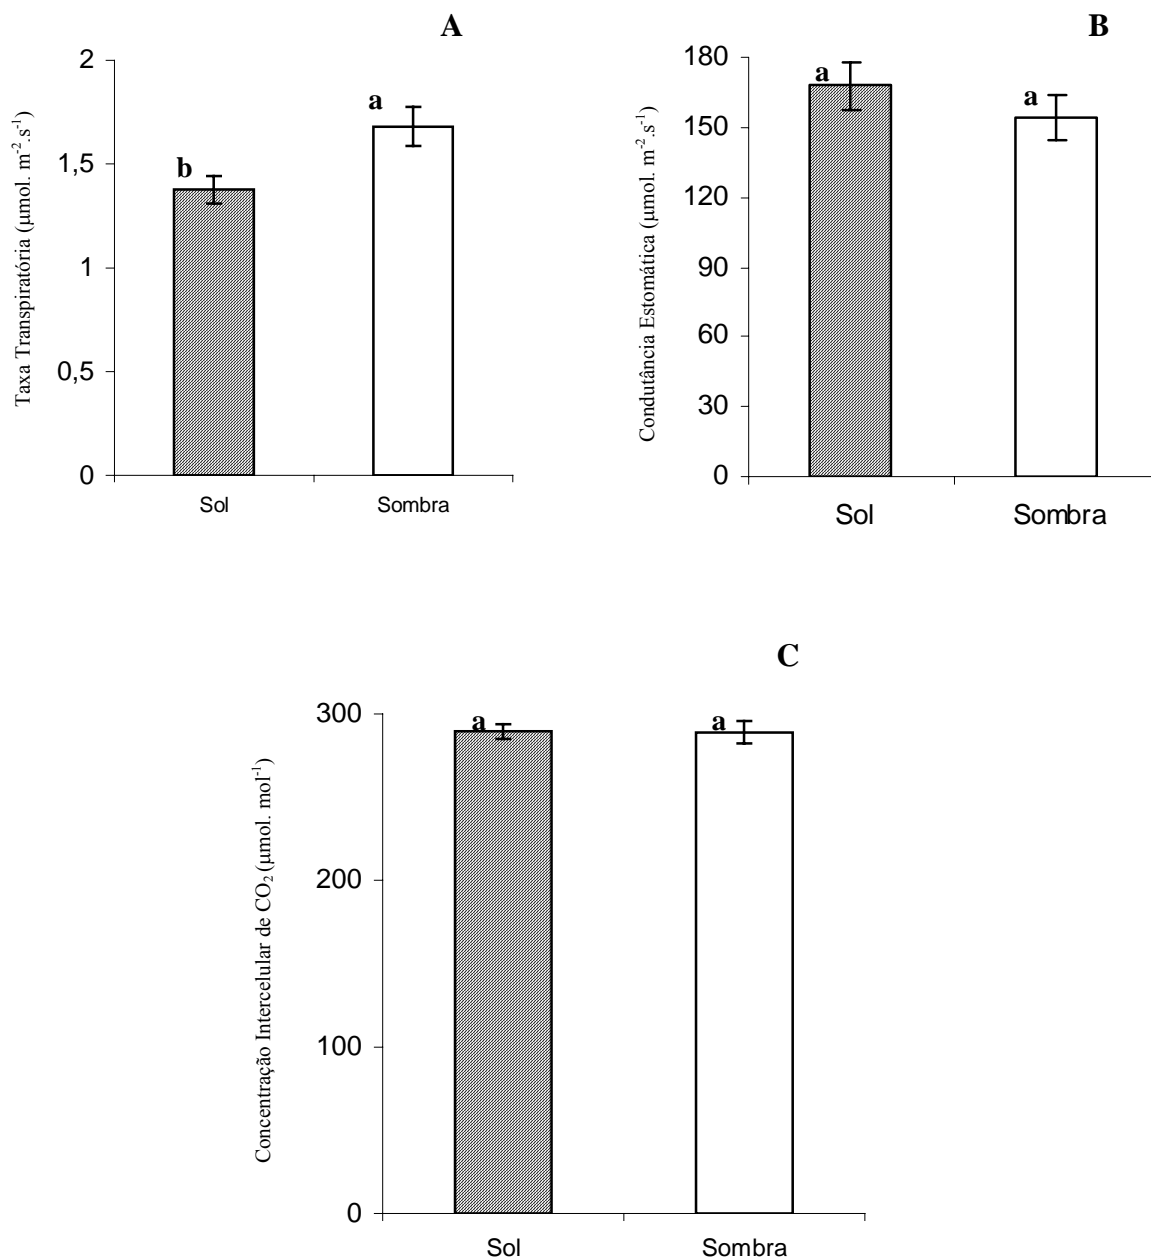 A
Taxa Transpiratória (µmol. m⁻².s⁻¹)
2
1,5
1
0,5
0
b
a
Sol
Sombra
B
Condutância Estomática (µmol. m⁻².s⁻¹)
180
150
120
90
60
30
0
a
a
Sol
Sombra
C
Concentração Intercelular de CO₂ (µmol. mol⁻¹)
300
200
100
0
a
a
Sol
Sombra